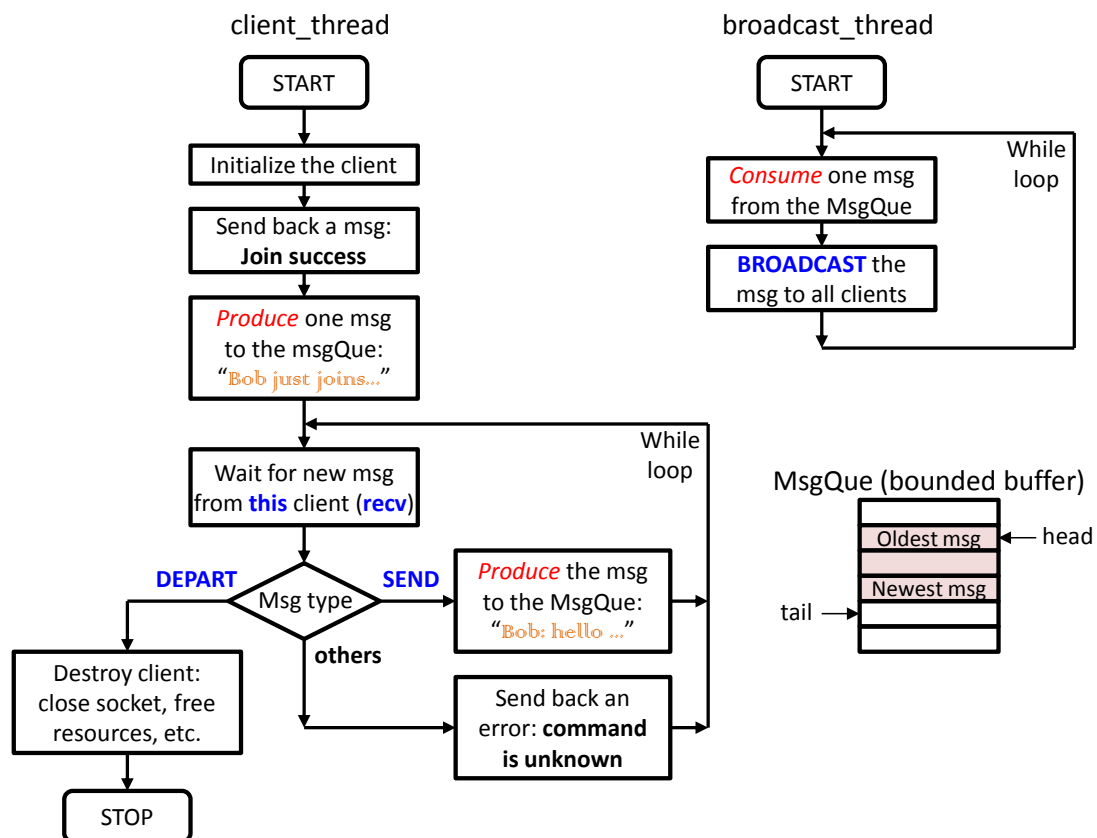 client_thread
START
Initialize the client
Send back a msg:
Join success
Produce one msg
to the msgQue:
“Bob just joins...”
While
loop
Wait for new msg
from this client (recv)
DEPART
Msg type
SEND
others
Produce the msg
to the MsgQue:
“Bob: hello ...”
Send back an
error: command
is unknown
Destroy client:
close socket, free
resources, etc.
STOP
broadcast_thread
START
While
loop
Consume one msg
from the MsgQue
BROADCAST the
msg to all clients
MsgQue (bounded buffer)
Oldest msg
head
Newest msg
tail